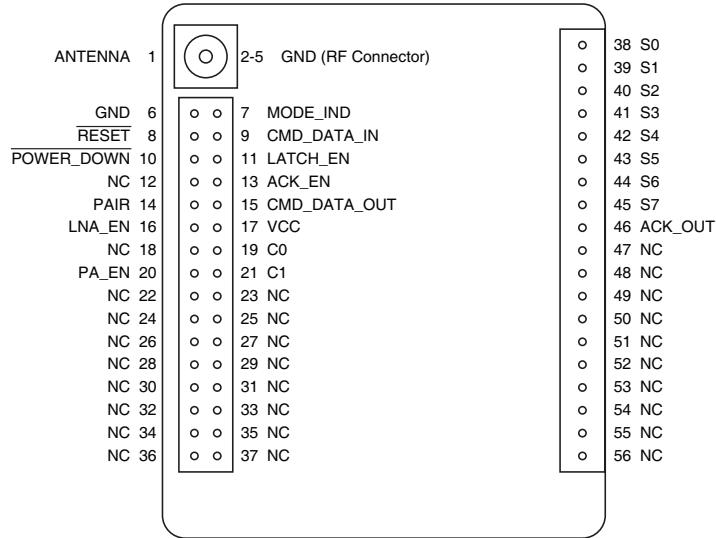 ANTENNA 1 2-5 GND (RF Connector) 38 S0
39 S1
40 S2
GND 6 7 MODE_IND 41 S3
RESET 8 9 CMD_DATA_IN 42 S4
POWER_DOWN 10 11 LATCH_EN 43 S5
NC 12 13 ACK_EN 44 S6
PAIR 14 15 CMD_DATA_OUT 45 S7
LNA_EN 16 17 VCC 46 ACK_OUT
NC 18 19 C0 47 NC
PA_EN 20 21 C1 48 NC
NC 22 23 NC 49 NC
NC 24 25 NC 50 NC
NC 26 27 NC 51 NC
NC 28 29 NC 52 NC
NC 30 31 NC 53 NC
NC 32 33 NC 54 NC
NC 34 35 NC 55 NC
NC 36 37 NC 56 NC